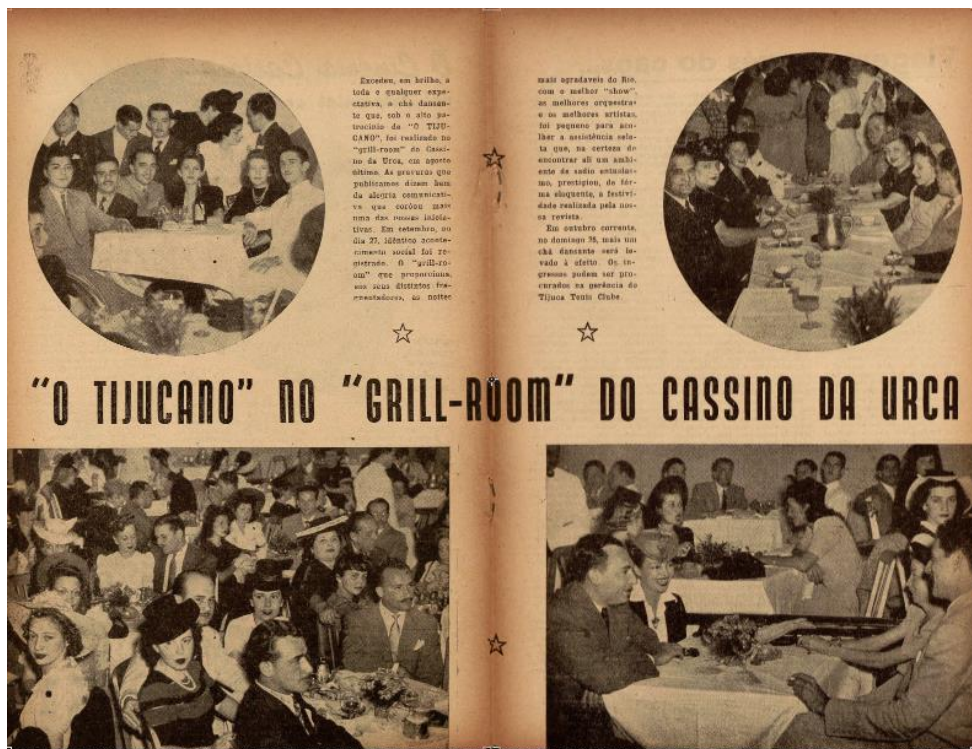 Excedeu, em brilho, a
toda e qualquer expe-
ctativa, o chá dansan-
te que, sob o alto pa-
trocinio da "O TIJU-
CANO", foi realizado no
"grill-room" do Cassi-
no da Urca, em agosto
último. As gravuras que
publicamos dizem bem
da alegria comunicati-
va que corôou mais
uma das nossas inicia-
tivas. Em setembro, no
dia 27, idêntico aconte-
cimento social foi re-
gistrado. O "grill-ro-
om" que proporciona,
aos seus distintos fre-
quentadores, as noites
mais agradaveis do Rio,
com o melhor "show",
as melhores orquestras
e os melhores artistas,
foi pequeno para aco-
lher a assistência sele-
ta que, na certeza de
encontrar ali um ambi-
ente de sadio entusias-
mo, prestigiou, de fór-
ma eloquente, a festivi-
dade realizada pela nos-
sa revista.
Em outubro corrente,
no domingo 25, mais um
chá dansante será le-
vado à efeito. Os in-
gressos podem ser pro-
curados na gerência do
Tijuca Tenis Clube.
"O TIJUCANO" NO "GRILL-ROOM" DO CASSINO DA URCA